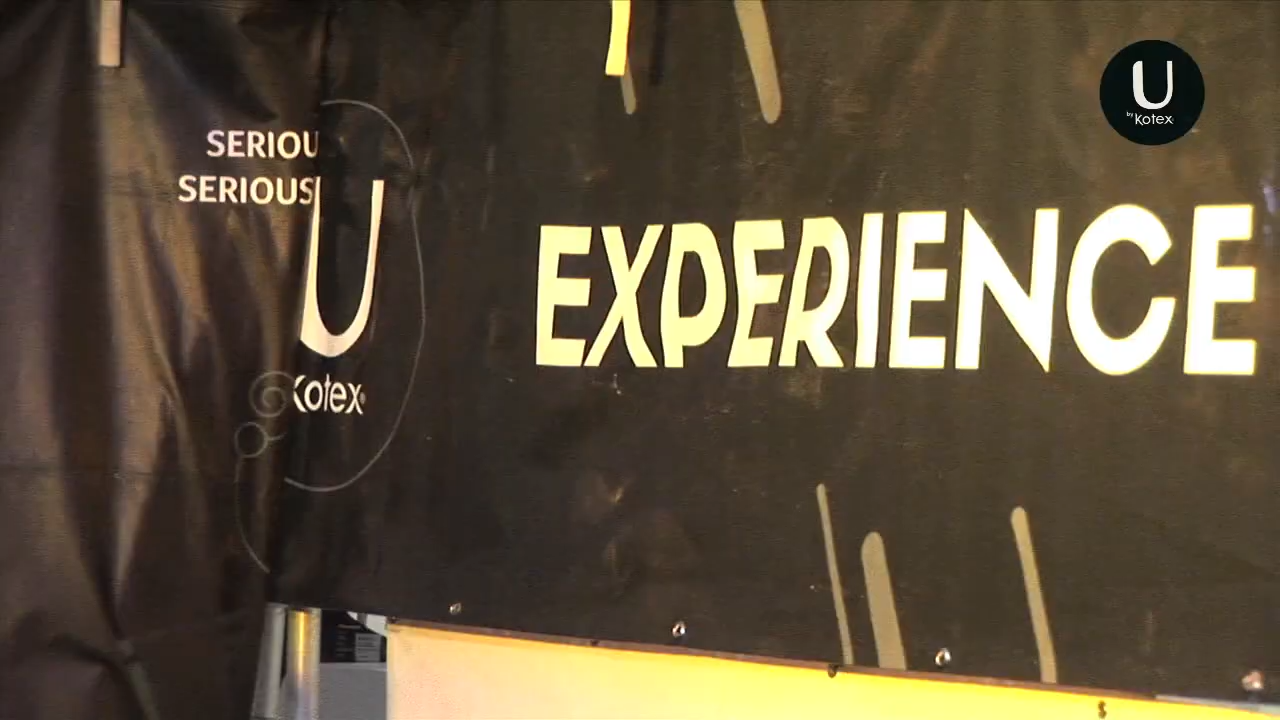 SERIOU
SERIOUS
U
Kotex®
EXPERIENCE
U
by Kotex